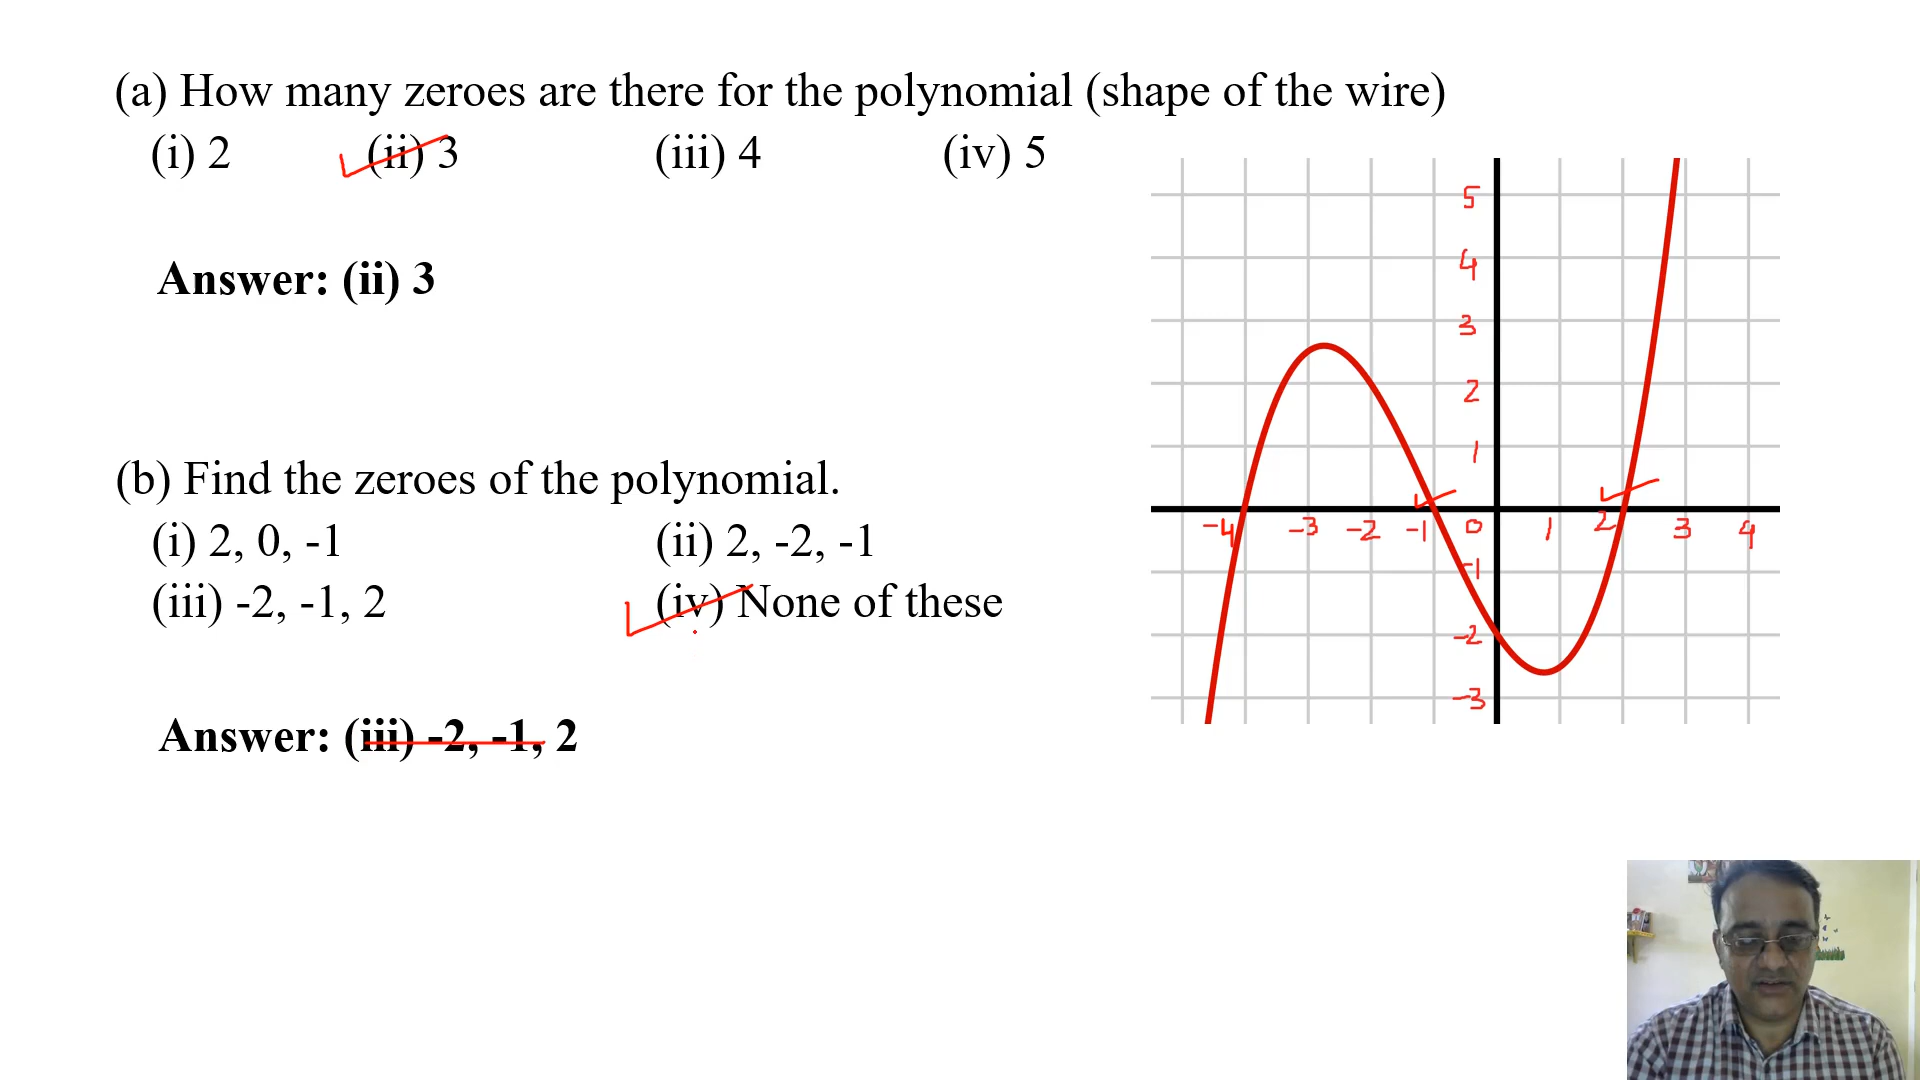 (a) How many zeroes are there for the polynomial (shape of the wire)
(i) 2 (ii) 3 (iii) 4 (iv) 5
Answer: (ii) 3
(b) Find the zeroes of the polynomial.
(i) 2, 0, -1 (ii) 2, -2, -1
(iii) -2, -1, 2 (iv) None of these
Answer: (iii) -2, -1, 2
5
4
3
2
1
-4 -3 -2 -1 0 1 2 3 4
-1
-2
-3